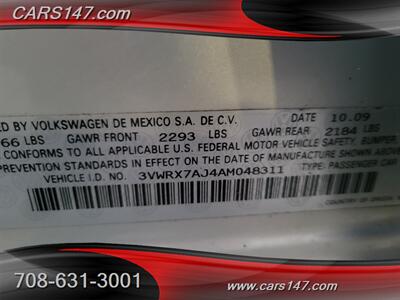 CARS147.com
ED BY VOLKSWAGEN DE MEXICO S.A. DE C.V. DATE 10.09
66 LBS GAWR FRONT 2293 LBS GAWR REAR 2184 LBS
E CONFORMS TO ALL APPLICABLE FEDERAL MOTOR VEHICLE SAFETY, BUMPER,
PREVENTION STANDARDS IN EFFECT ON THE DATE OF MANUFACTURE SHOWN ABOVE
VEHICLE I.D. NO. 3VWRX7AJ4AM048311 TYPE: PASSENGER CAR
708-631-3001
cars147.com